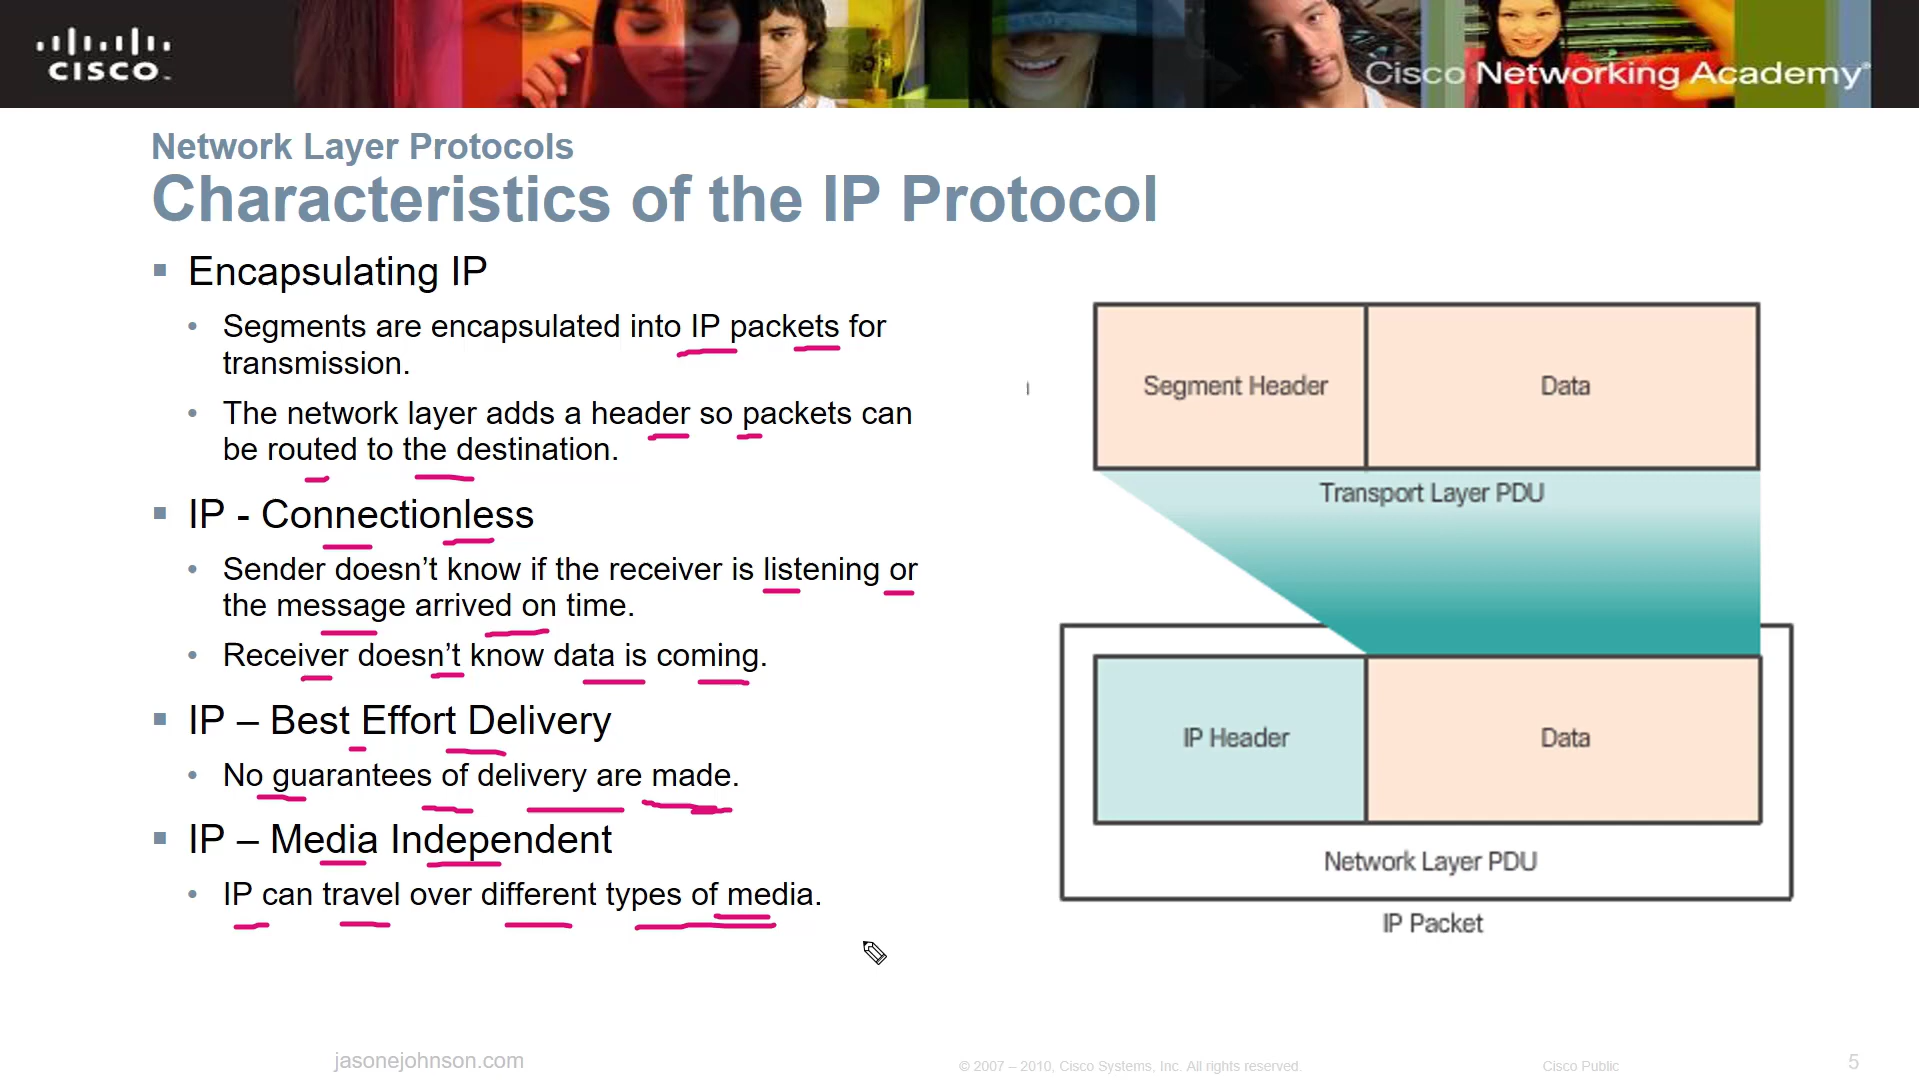 CISCO
Cisco Networking Academy®
Network Layer Protocols
Characteristics of the IP Protocol
▪ Encapsulating IP
• Segments are encapsulated into IP packets for
transmission.
• The network layer adds a header so packets can
be routed to the destination.
▪ IP - Connectionless
• Sender doesn’t know if the receiver is listening or
the message arrived on time.
• Receiver doesn’t know data is coming.
▪ IP – Best Effort Delivery
• No guarantees of delivery are made.
▪ IP – Media Independent
• IP can travel over different types of media.
Segment Header
Data
Transport Layer PDU
IP Header
Data
Network Layer PDU
IP Packet
jasonejohnson.com
© 2007 – 2010, Cisco Systems, Inc. All rights reserved.
Cisco Public
5